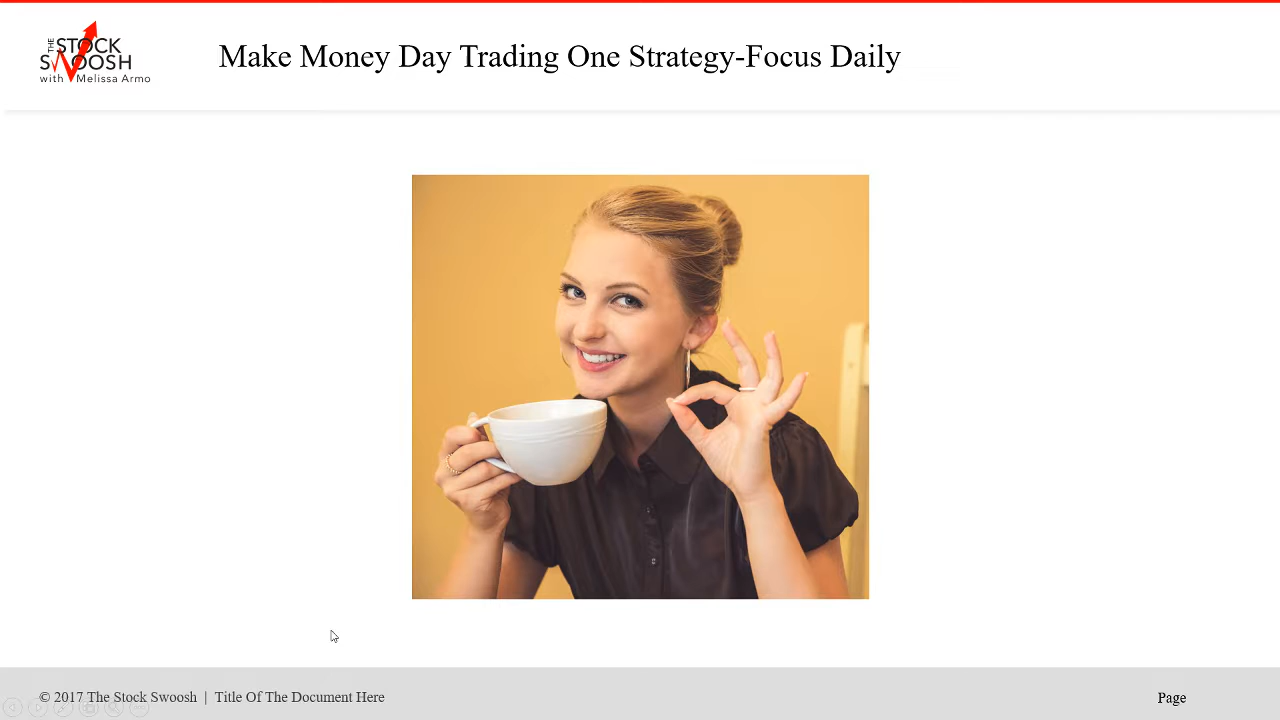 THE STOCK
SWOOSH
with Melissa Armo
Make Money Day Trading One Strategy-Focus Daily
© 2017 The Stock Swoosh | Title Of The Document Here
Page